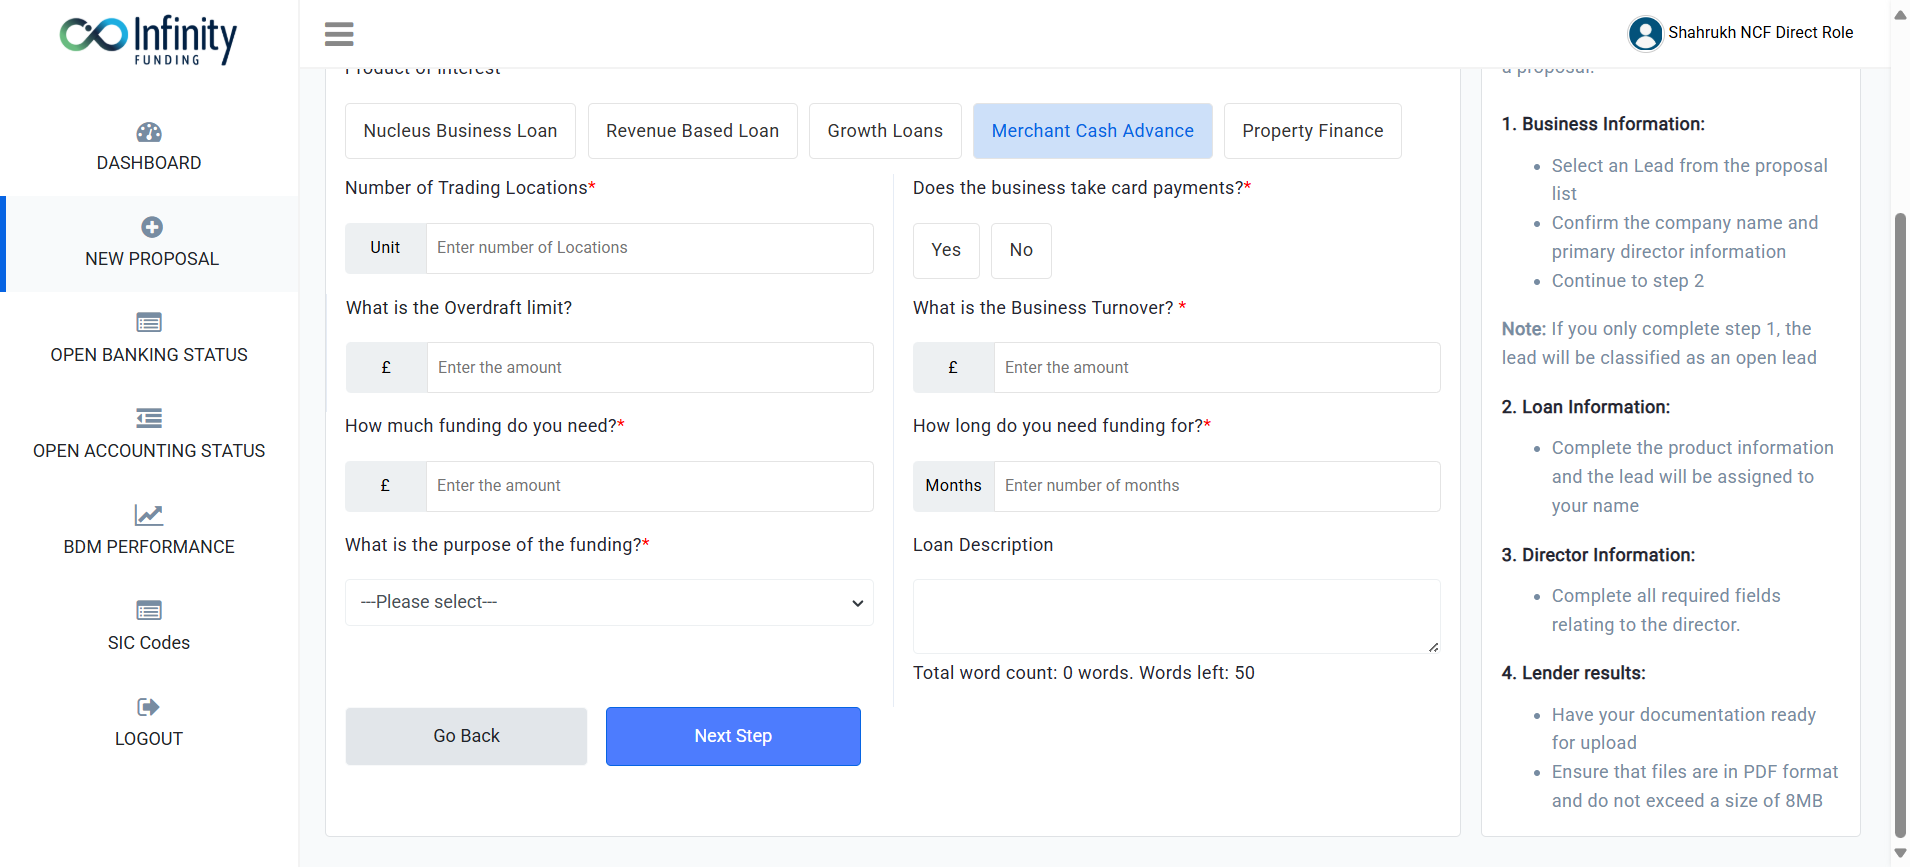 Infinity
FUNDING
Shahrukh NCF Direct Role
DASHBOARD
NEW PROPOSAL
OPEN BANKING STATUS
OPEN ACCOUNTING STATUS
BDM PERFORMANCE
SIC Codes
LOGOUT
Product of Interest
Nucleus Business Loan
Revenue Based Loan
Growth Loans
Merchant Cash Advance
Property Finance
Number of Trading Locations*
Unit
Enter number of Locations
Does the business take card payments?*
Yes
No
What is the Overdraft limit?
£
Enter the amount
What is the Business Turnover? *
£
Enter the amount
How much funding do you need?*
£
Enter the amount
How long do you need funding for?*
Months
Enter number of months
What is the purpose of the funding?*
---Please select---
Loan Description
Total word count: 0 words. Words left: 50
Go Back
Next Step
a proposal.
1. Business Information:
• Select an Lead from the proposal
list
• Confirm the company name and
primary director information
• Continue to step 2
Note: If you only complete step 1, the
lead will be classified as an open lead
2. Loan Information:
• Complete the product information
and the lead will be assigned to
your name
3. Director Information:
• Complete all required fields
relating to the director.
4. Lender results:
• Have your documentation ready
for upload
• Ensure that files are in PDF format
and do not exceed a size of 8MB